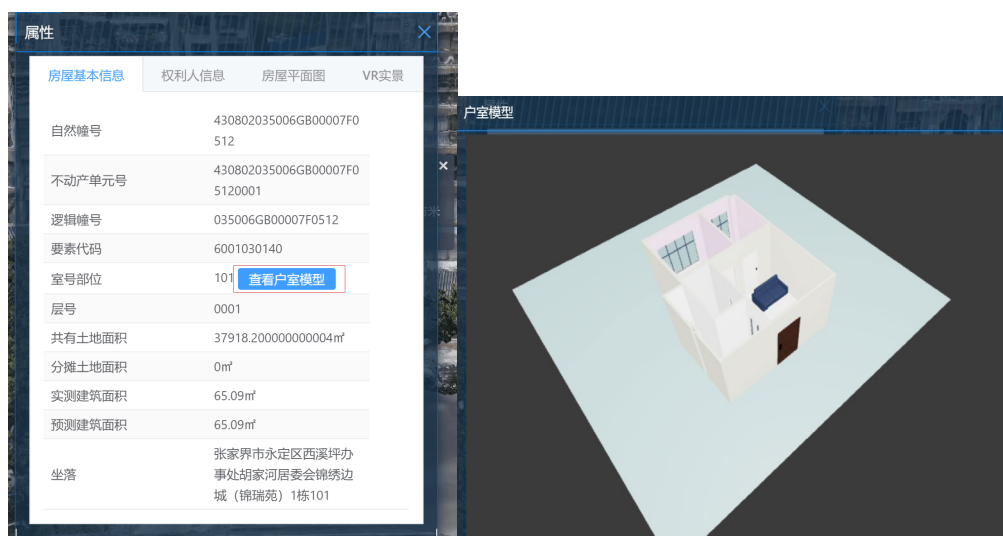 属性
房屋基本信息 权利人信息 房屋平面图 VR实景
自然幢号 430802035006GB00007F0
512
不动产单元号 430802035006GB00007F0
5120001
逻辑幢号 035006GB00007F0512
要素代码 6001030140
室号部位 101 查看户室模型
层号 0001
共有土地面积 37918.200000000004㎡
分摊土地面积 0㎡
实测建筑面积 65.09㎡
预测建筑面积 65.09㎡
坐落 张家界市永定区西溪坪办
事处胡家河居委会锦绣边
城（锦瑞苑）1栋101
户室模型